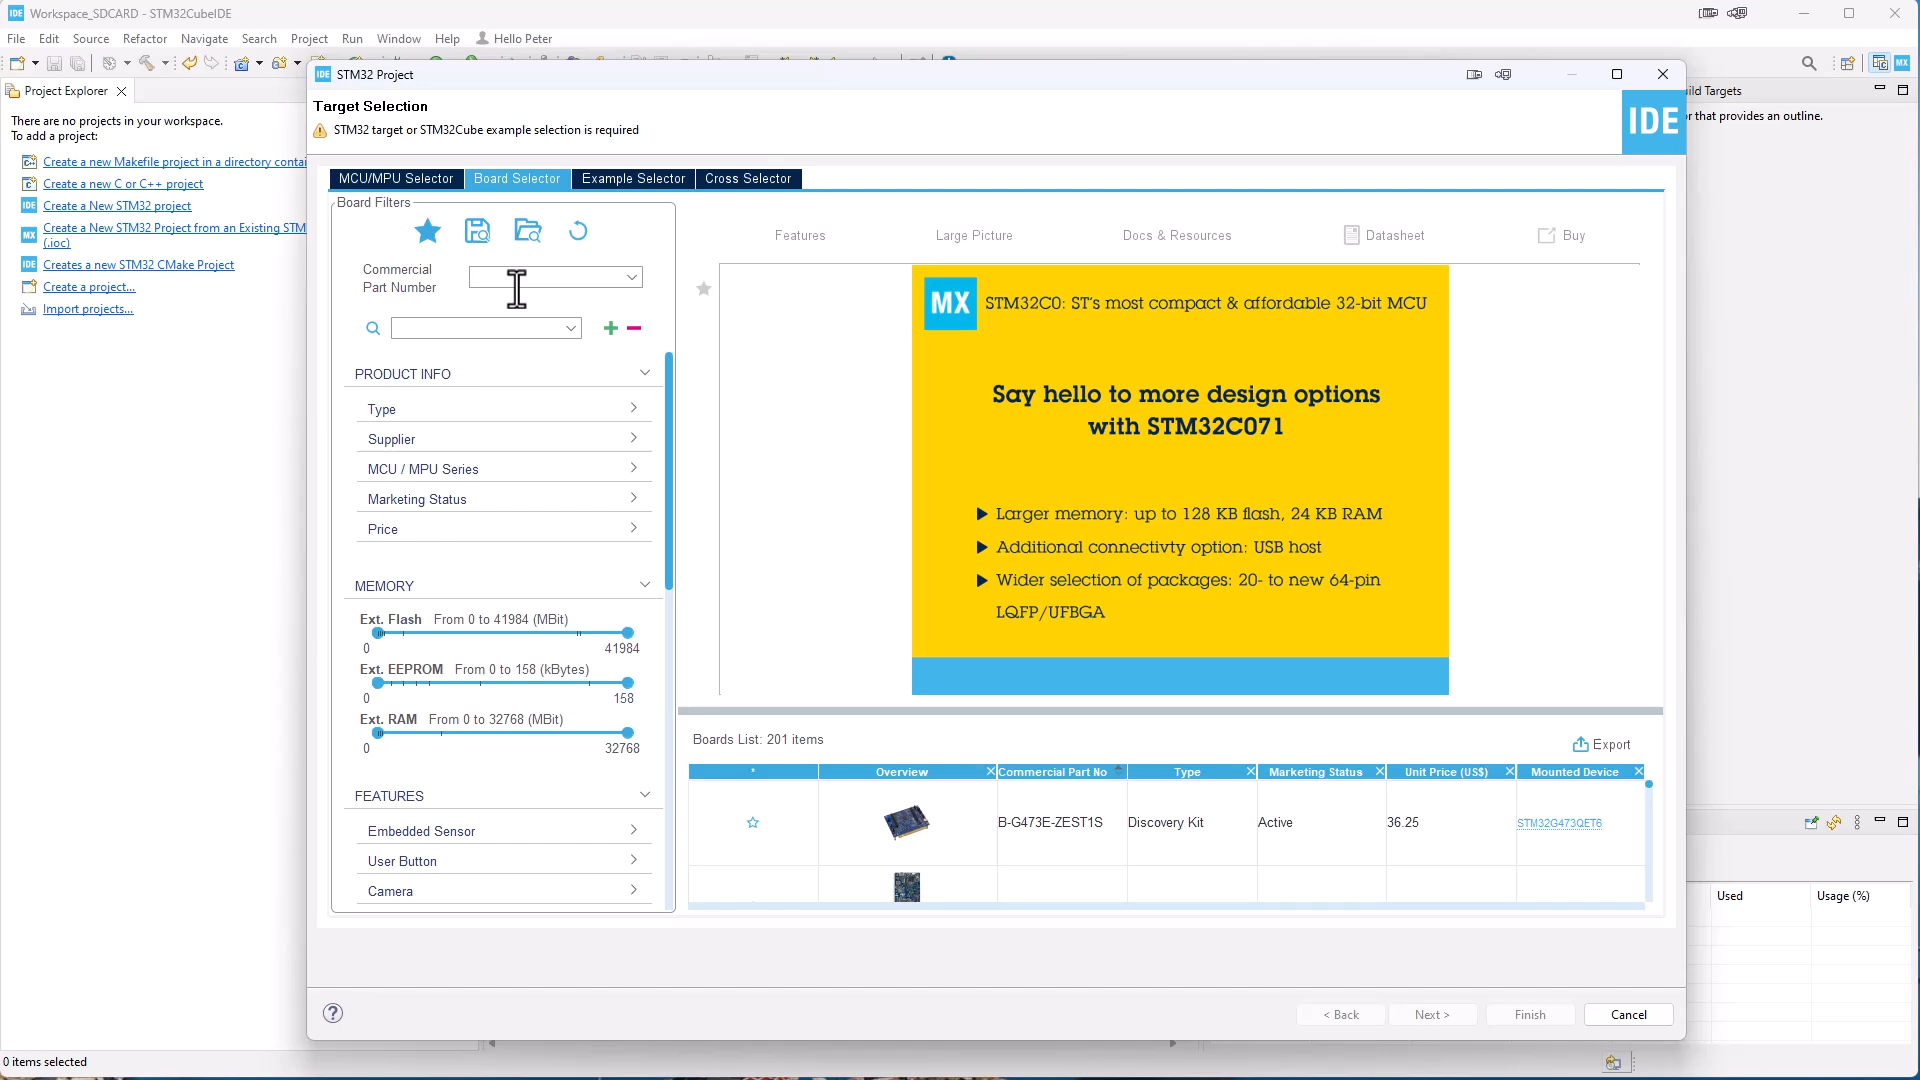 IDE Workspace_SDCARD - STM32CubeIDE
File Edit Source Refactor Navigate Search Project Run Window Help Hello Peter
Project Explorer
There are no projects in your workspace.
To add a project:
Create a new Makefile project in a directory contai
Create a new C or C++ project
IDE Create a New STM32 project
MX Create a New STM32 Project from an Existing STM
(.ioc)
IDE Creates a new STM32 CMake Project
Create a project...
Import projects...
0 items selected
IDE STM32 Project
Target Selection
STM32 target or STM32Cube example selection is required
IDE
MCU/MPU Selector Board Selector Example Selector Cross Selector
Board Filters
Commercial
Part Number
PRODUCT INFO
Type
Supplier
MCU / MPU Series
Marketing Status
Price
MEMORY
Ext. Flash From 0 to 41984 (MBit)
0 41984
Ext. EEPROM From 0 to 158 (kBytes)
0 158
Ext. RAM From 0 to 32768 (MBit)
0 32768
FEATURES
Embedded Sensor
User Button
Camera
Features Large Picture Docs & Resources Datasheet Buy
MX STM32C0: ST's most compact & affordable 32-bit MCU
Say hello to more design options
with STM32C071
Larger memory: up to 128 KB flash, 24 KB RAM
Additional connectivty option: USB host
Wider selection of packages: 20- to new 64-pin
LQFP/UFBGA
Boards List: 201 items
Export
* Overview Commercial Part No Type Marketing Status Unit Price (US$) Mounted Device
B-G473E-ZEST1S Discovery Kit Active 36.25 STM32G473QET6
< Back Next > Finish Cancel
MX
ild Targets
r that provides an outline.
Used Usage (%)